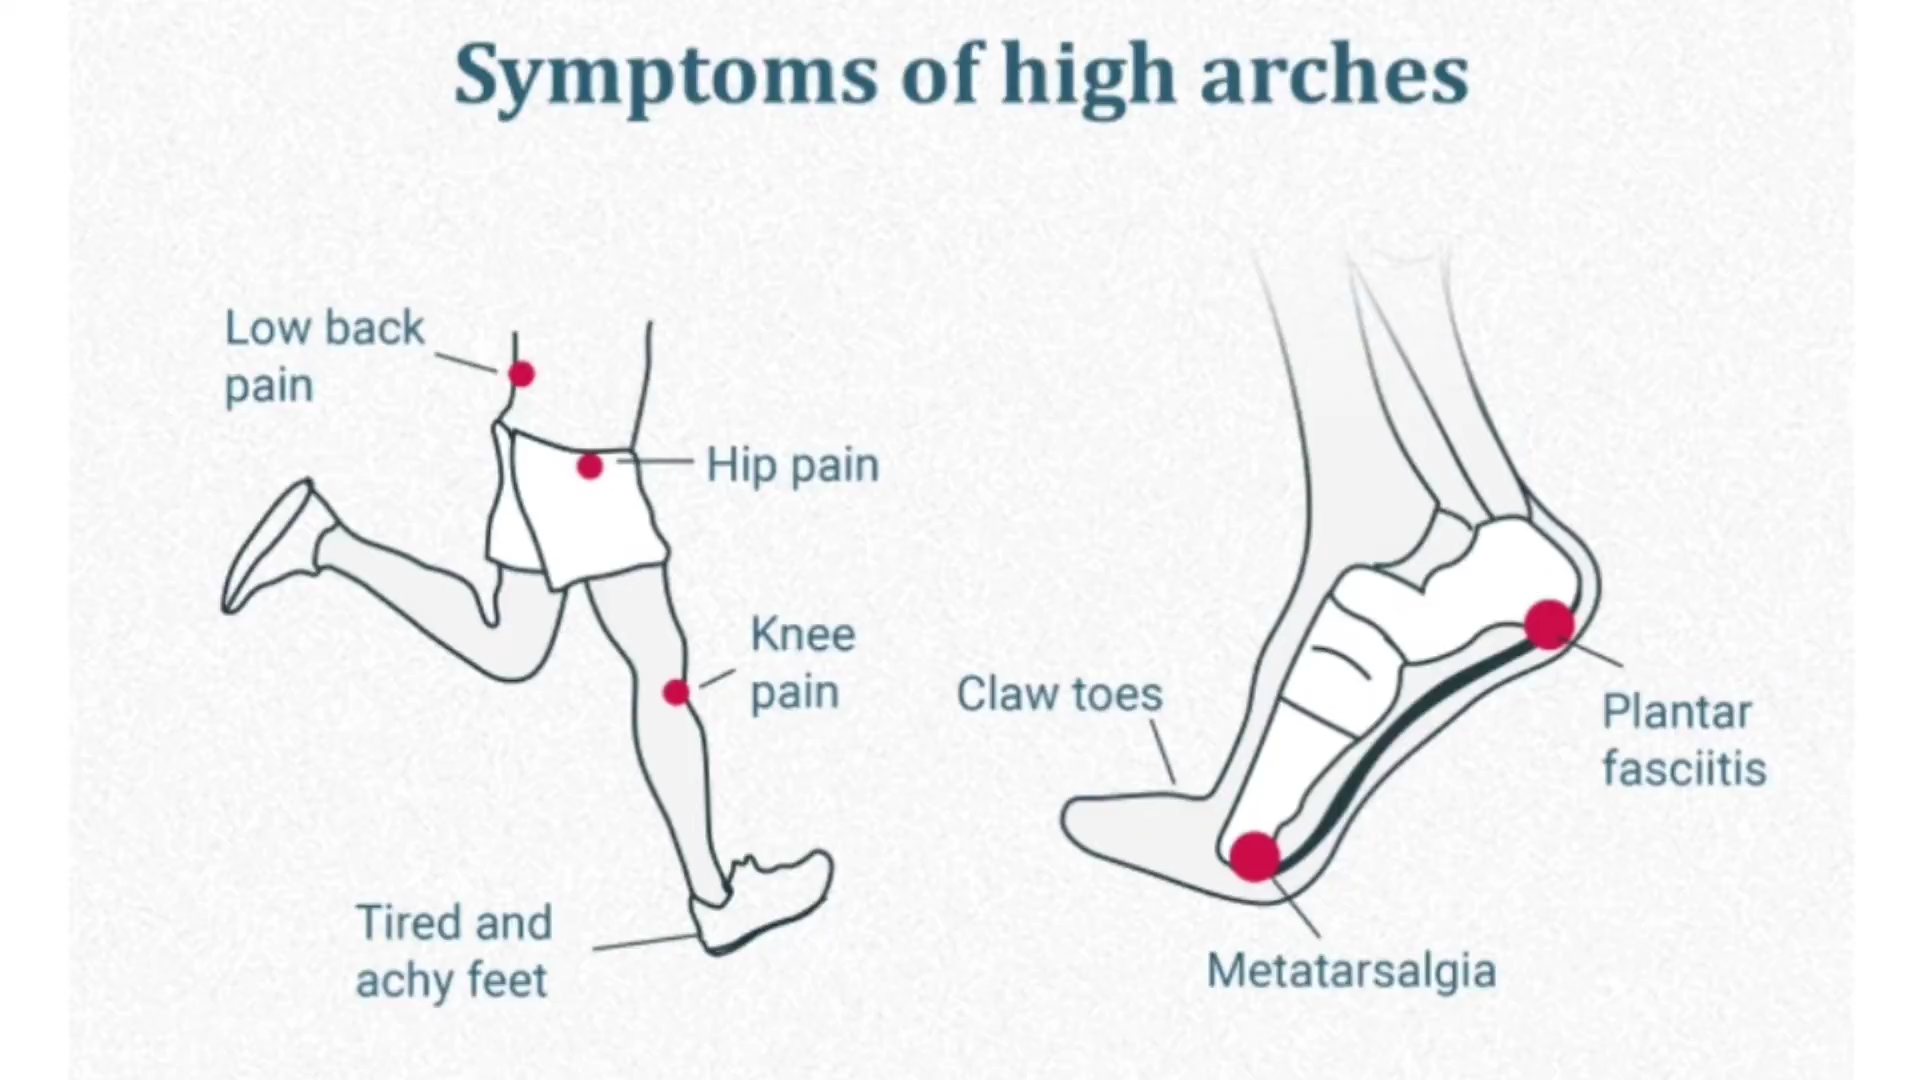 Symptoms of high arches
Low back
pain
Hip pain
Knee
pain
Tired and
achy feet
Claw toes
Plantar
fasciitis
Metatarsalgia